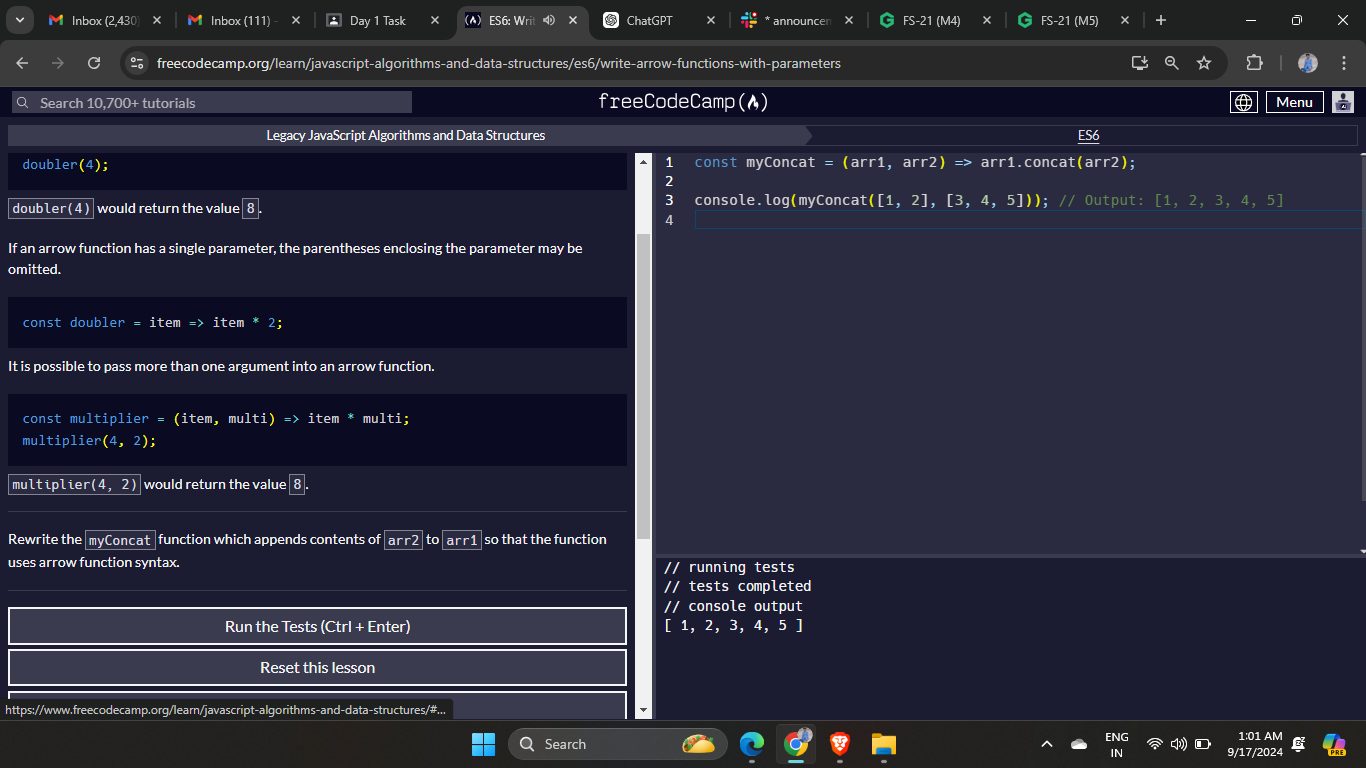 Inbox (2,430)
Inbox (111) -
Day 1 Task
ES6: Writ
ChatGPT
* announcen
FS-21 (M4)
FS-21 (M5)
freecodecamp.org/learn/javascript-algorithms-and-data-structures/es6/write-arrow-functions-with-parameters
Search 10,700+ tutorials
freeCodeCamp
Menu
Legacy JavaScript Algorithms and Data Structures
ES6
doubler(4);
doubler(4) would return the value 8.
If an arrow function has a single parameter, the parentheses enclosing the parameter may be
omitted.
const doubler = item => item * 2;
It is possible to pass more than one argument into an arrow function.
const multiplier = (item, multi) => item * multi;
multiplier(4, 2);
multiplier(4, 2) would return the value 8.
Rewrite the myConcat function which appends contents of arr2 to arr1 so that the function
uses arrow function syntax.
Run the Tests (Ctrl + Enter)
Reset this lesson
https://www.freecodecamp.org/learn/javascript-algorithms-and-data-structures/#...
1 const myConcat = (arr1, arr2) => arr1.concat(arr2);
2
3 console.log(myConcat([1, 2], [3, 4, 5])); // Output: [1, 2, 3, 4, 5]
4
// running tests
// tests completed
// console output
[ 1, 2, 3, 4, 5 ]
Search
ENG
IN
1:01 AM
9/17/2024
PRE